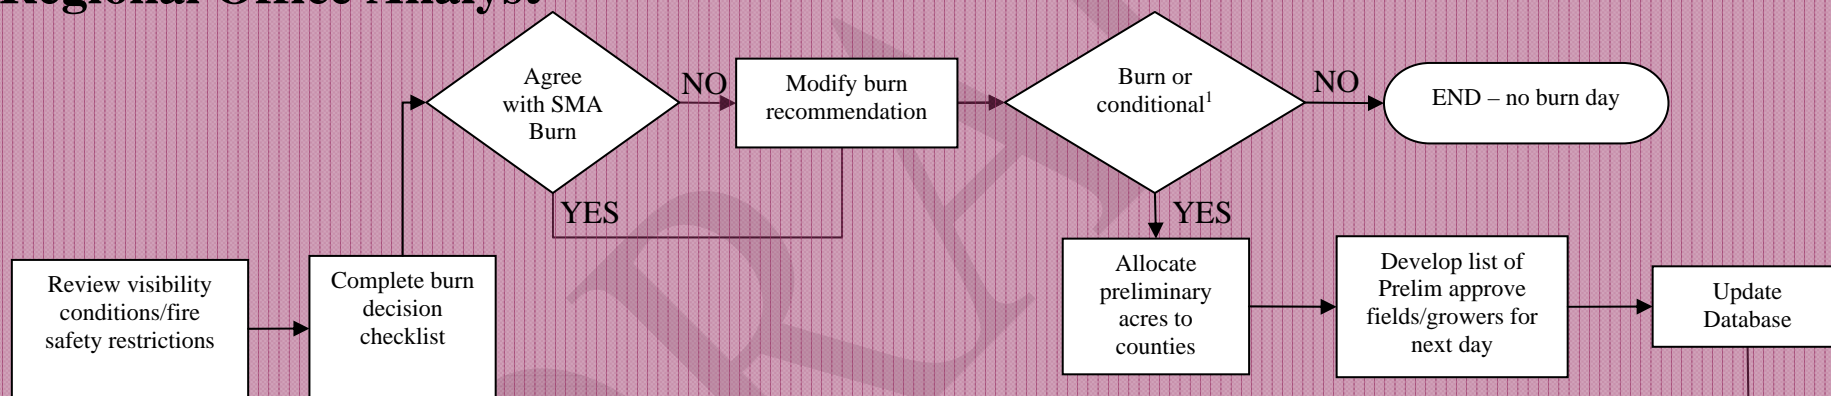 Regional Office Analyst
Agree
with SMA
Burn
NO
Modify burn
recommendation
Burn or
conditional¹
NO
END – no burn day
YES
YES
Review visibility
conditions/fire
safety restrictions
Complete burn
decision
checklist
Allocate
preliminary
acres to
counties
Develop list of
Prelim approve
fields/growers for
next day
Update
Database